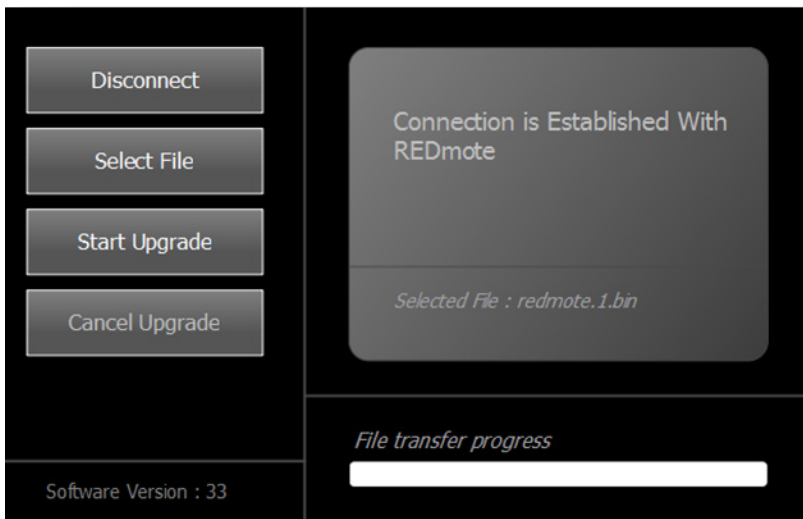 Disconnect
Select File
Start Upgrade
Cancel Upgrade
Software Version : 33
Connection is Established With
REDmote
Selected File : redmote.1.bin
File transfer progress